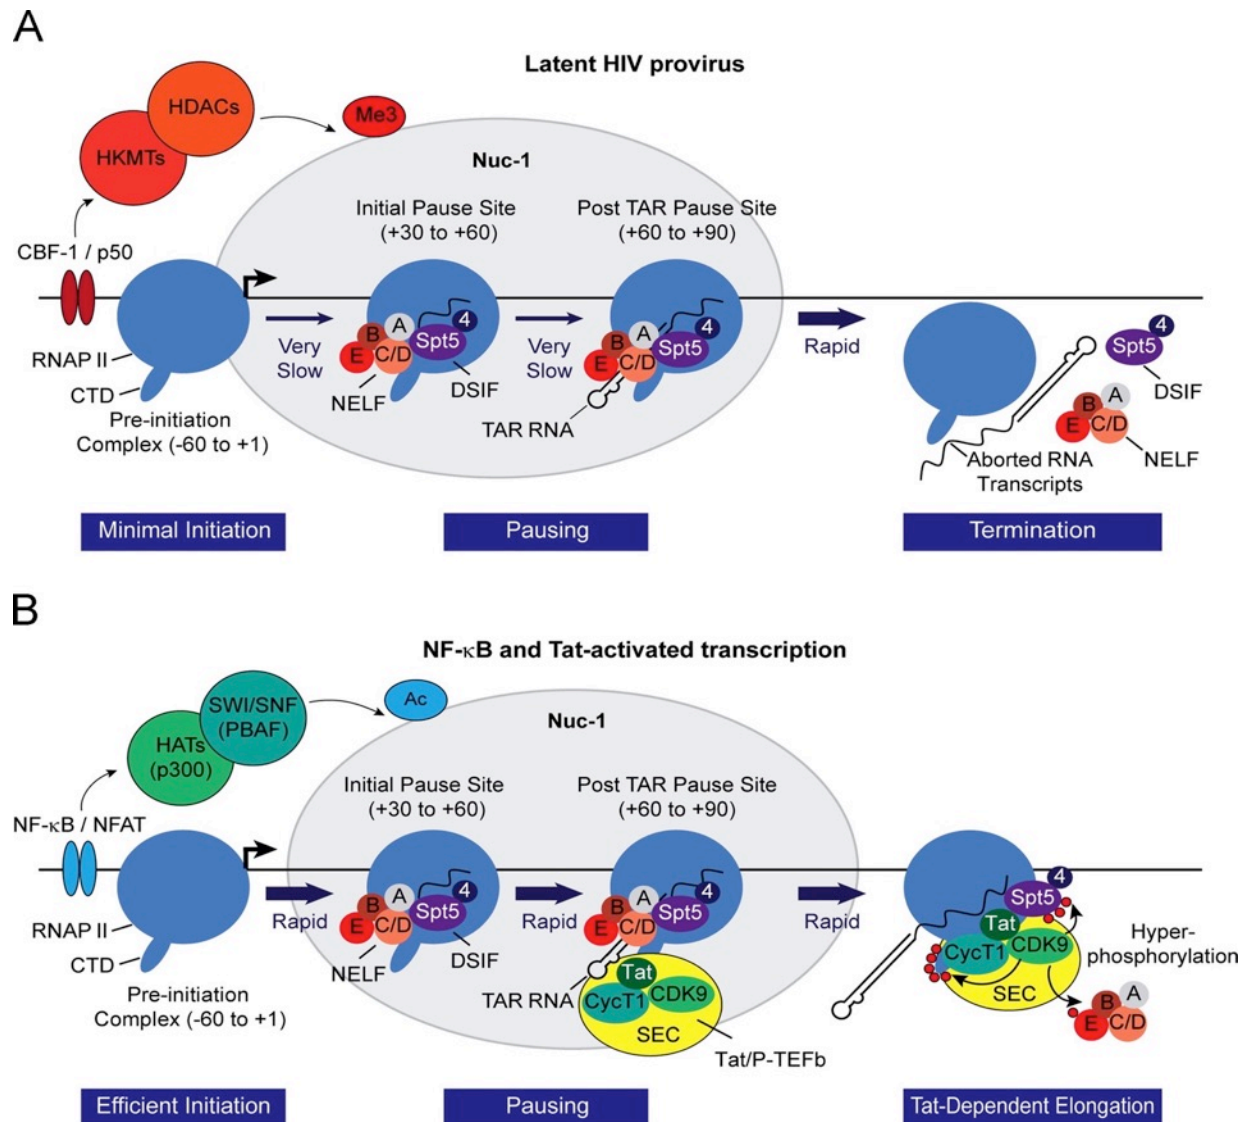 A
Latent HIV provirus
HDACs
HKMTs
Me3
Nuc-1
CBF-1 / p50
Initial Pause Site
(+30 to +60)
Post TAR Pause Site
(+60 to +90)
RNAP II
CTD
Pre-initiation
Complex (-60 to +1)
Very
Slow
B
A
E
C/D
Spt5
4
NELF
DSIF
Very
Slow
B
A
E
C/D
Spt5
4
TAR RNA
Rapid
4
Spt5
DSIF
B
A
E
C/D
NELF
Aborted RNA
Transcripts
Minimal Initiation
Pausing
Termination
B
NF-κB and Tat-activated transcription
SWI/SNF
(PBAF)
HATs
(p300)
Ac
Nuc-1
NF-κB / NFAT
Initial Pause Site
(+30 to +60)
Post TAR Pause Site
(+60 to +90)
RNAP II
CTD
Pre-initiation
Complex (-60 to +1)
Rapid
B
A
E
C/D
Spt5
4
NELF
DSIF
Rapid
B
A
E
C/D
Spt5
4
TAR RNA
Tat
CycT1
CDK9
SEC
Tat/P-TEFb
Rapid
4
Spt5
Tat
CycT1
CDK9
SEC
Hyper-
phosphorylation
B
A
E
C/D
Efficient Initiation
Pausing
Tat-Dependent Elongation